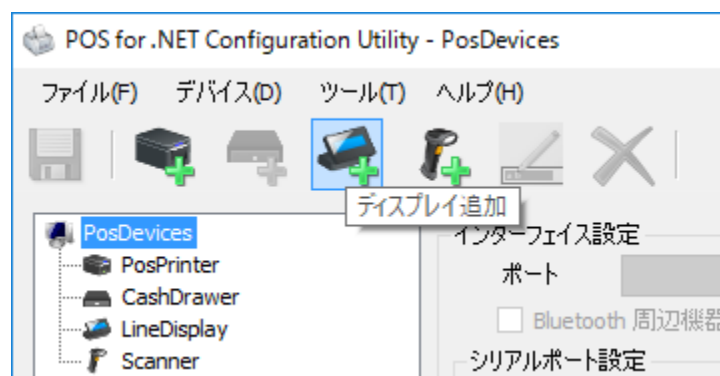 POS for .NET Configuration Utility - PosDevices
ファイル(F) デバイス(D) ツール(T) ヘルプ(H)
ディスプレイ追加
PosDevices
PosPrinter
CashDrawer
LineDisplay
Scanner
インターフェイス設定
ポート
Bluetooth 周辺機器
シリアルポート設定